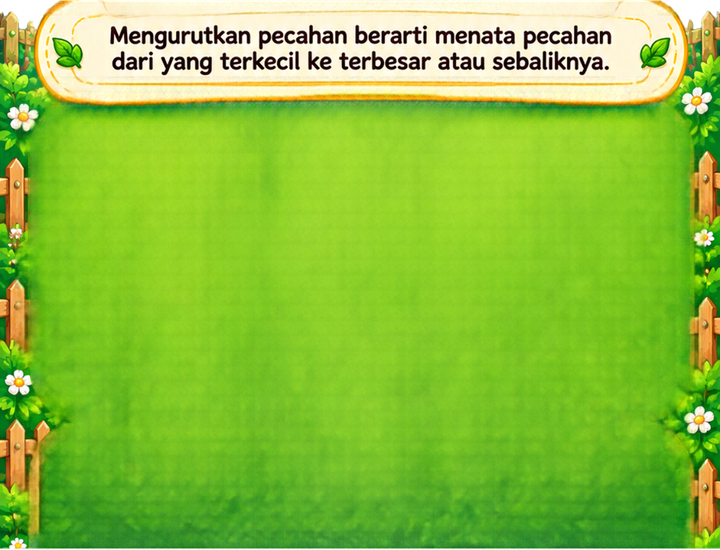 Mengurutkan pecahan berarti menata pecahan
dari yang terkecil ke terbesar atau sebaliknya.